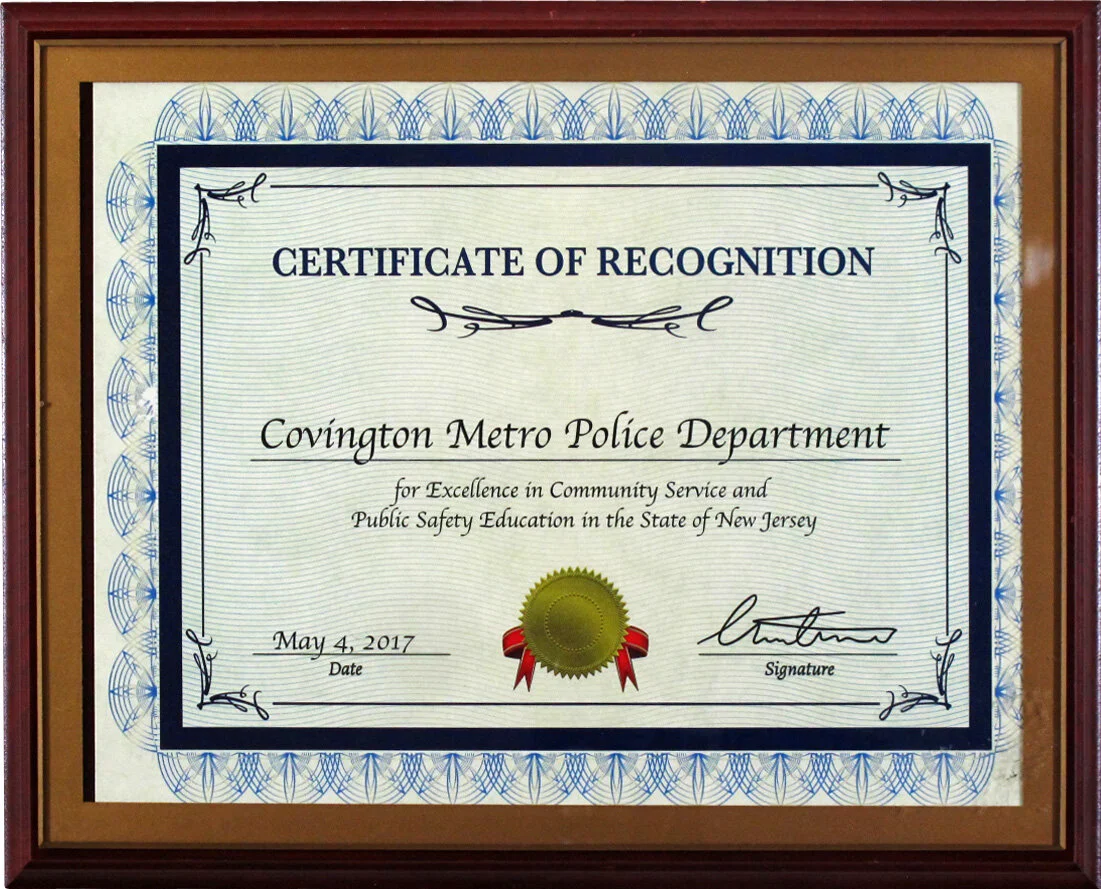 CERTIFICATE OF RECOGNITION
Covington Metro Police Department
for Excellence in Community Service and
Public Safety Education in the State of New Jersey
May 4, 2017
Date
Signature